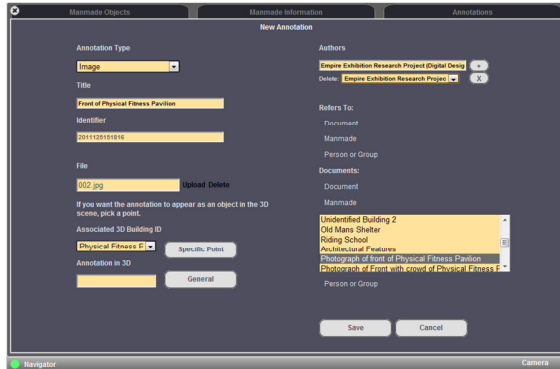 Manmade Objects
Manmade Information
Annotations
New Annotation
Annotation Type
Image
Title
Front of Physical Fitness Pavilion
Identifier
2011125151816
File
002.jpg
Upload Delete
If you want the annotation to appear as an object in the 3D
scene, pick a point.
Associated 3D Building ID
Physical Fitness F
Specific Point
Annotation in 3D
General
Authors
Empire Exhibition Research Project (Digital Desig
+
Delete: Empire Exhibition Research Projec
X
Refers To:
Document
Manmade
Person or Group
Documents:
Document
Manmade
Unidentified Building 2
Old Mans Shelter
Riding School
Architectural Features
Photograph of front of Physical Fitness Pavilion
Photograph of Front with crowd of Physical Fitness F
Person or Group
Save
Cancel
Navigator
Camera